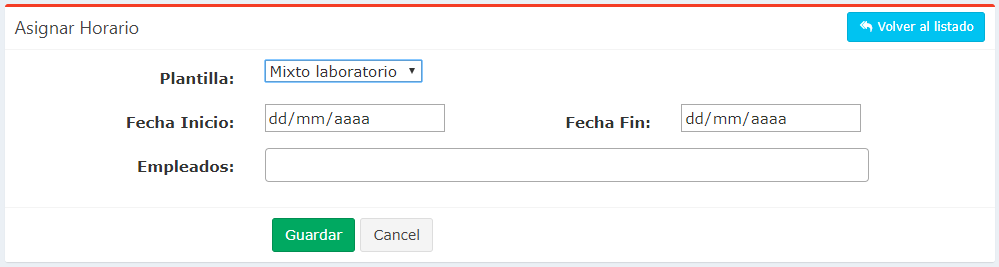 Asignar Horario
Volver al listado
Plantilla: Mixto laboratorio
Fecha Inicio: dd/mm/aaaa Fecha Fin: dd/mm/aaaa
Empleados:
Guardar Cancel